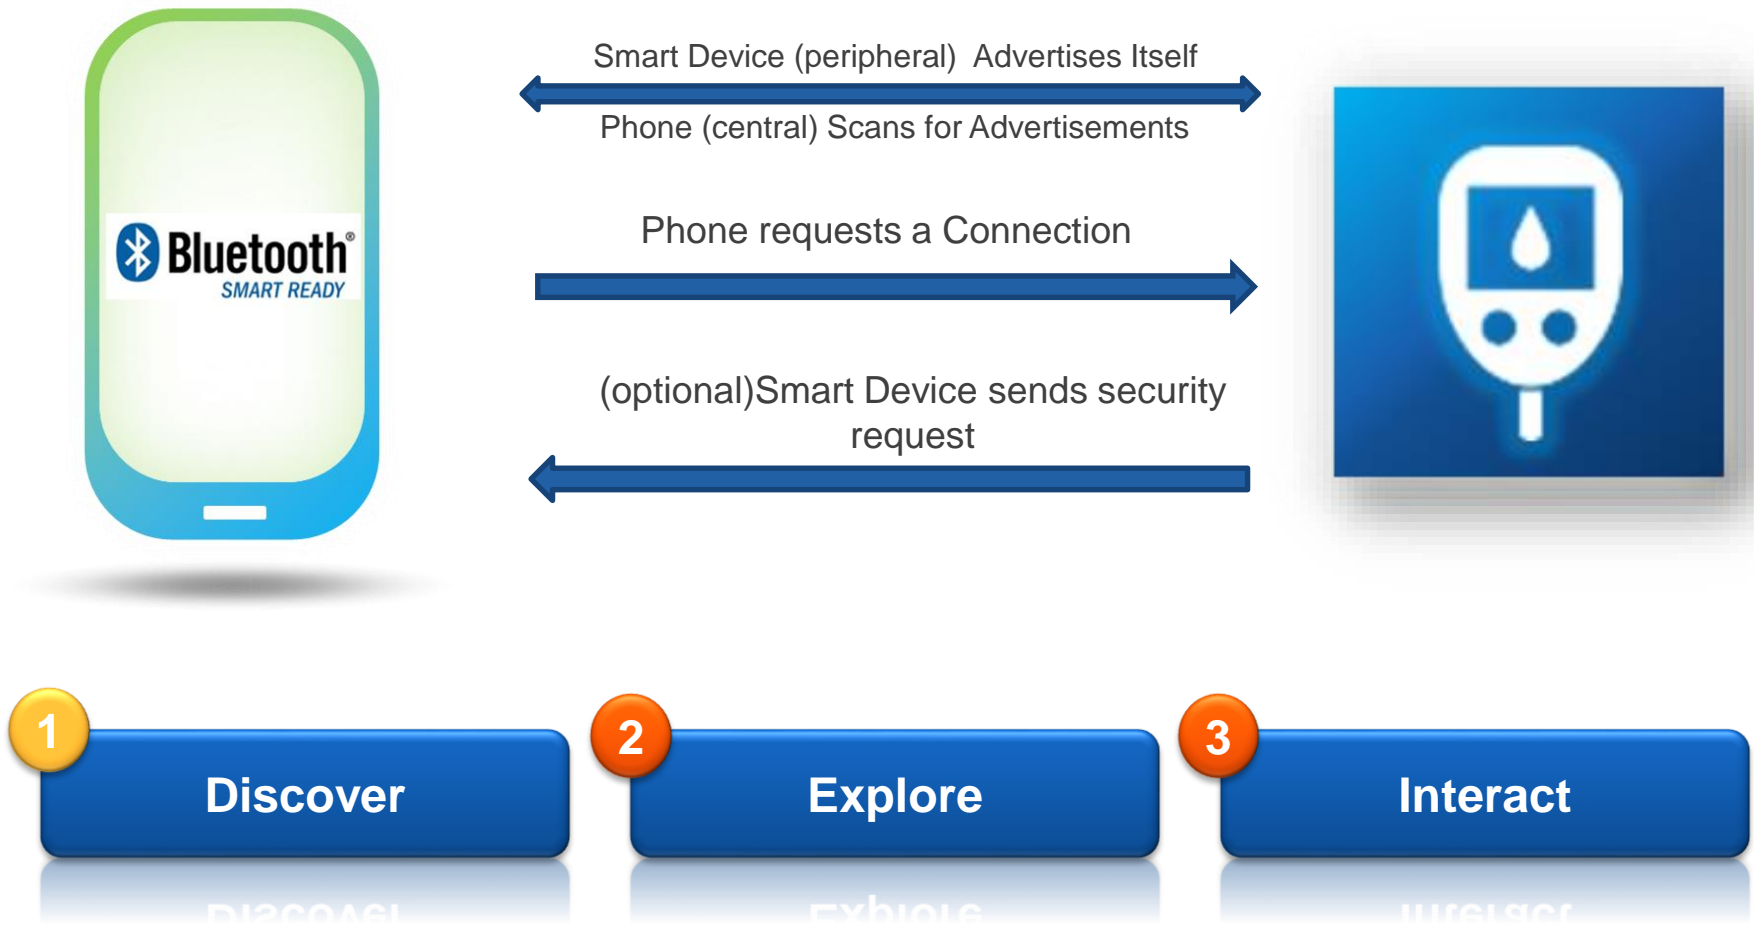 Smart Device (peripheral) Advertises Itself
Phone (central) Scans for Advertisements
Bluetooth®
SMART READY
Phone requests a Connection
(optional)Smart Device sends security
request
1
Discover
2
Explore
3
Interact